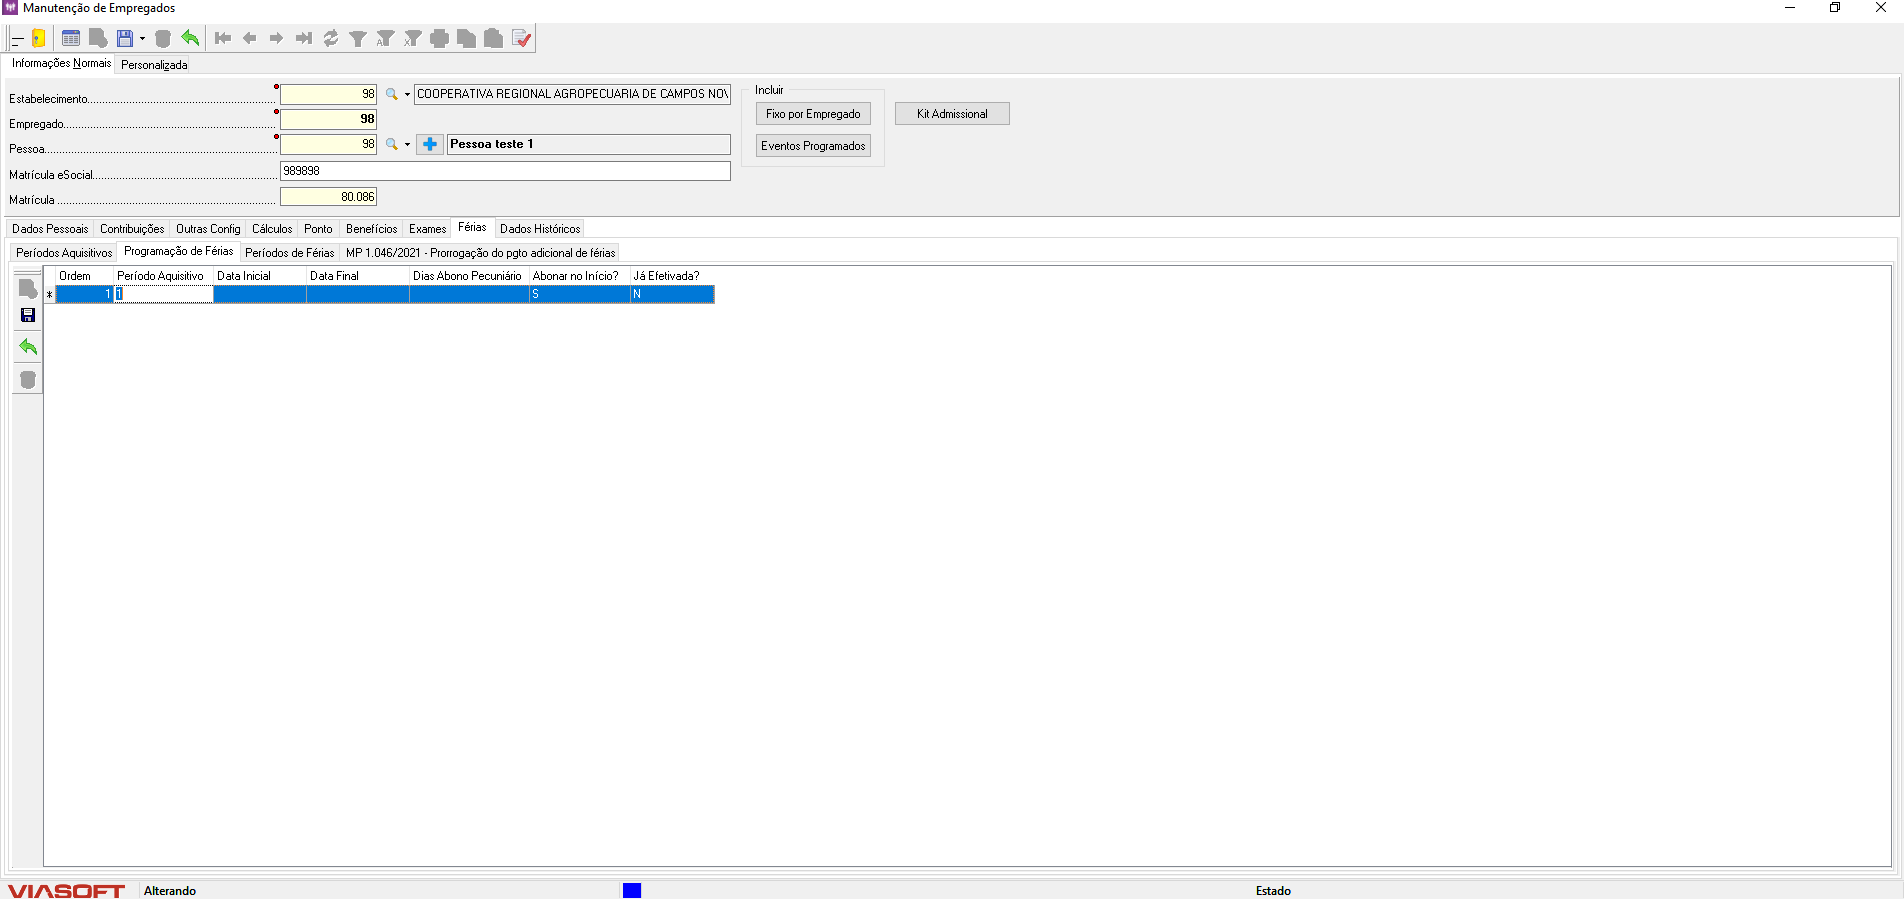 Manutenção de Empregados
Informações Normais Personalizada
Estabelecimento 98 COOPERATIVA REGIONAL AGROPECUARIA DE CAMPOS NOV
Empregado 98
Pessoa 98 Pessoa teste 1
Matrícula eSocial 989898
Matrícula 80.086
Incluir
Fixo por Empregado
Eventos Programados
Kit Admissional
Dados Pessoais Contribuições Outras Config Cálculos Ponto Benefícios Exames Férias Dados Históricos
Períodos Aquisitivos Programação de Férias Períodos de Férias MP 1.046/2021 - Prorrogação do pgto adicional de férias
Ordem Período Aquisitivo Data Inicial Data Final Dias Abono Pecuniário Abonar no Início? Já Efetivada?
* 1 1 S N
VIASOFT Alterando Estado